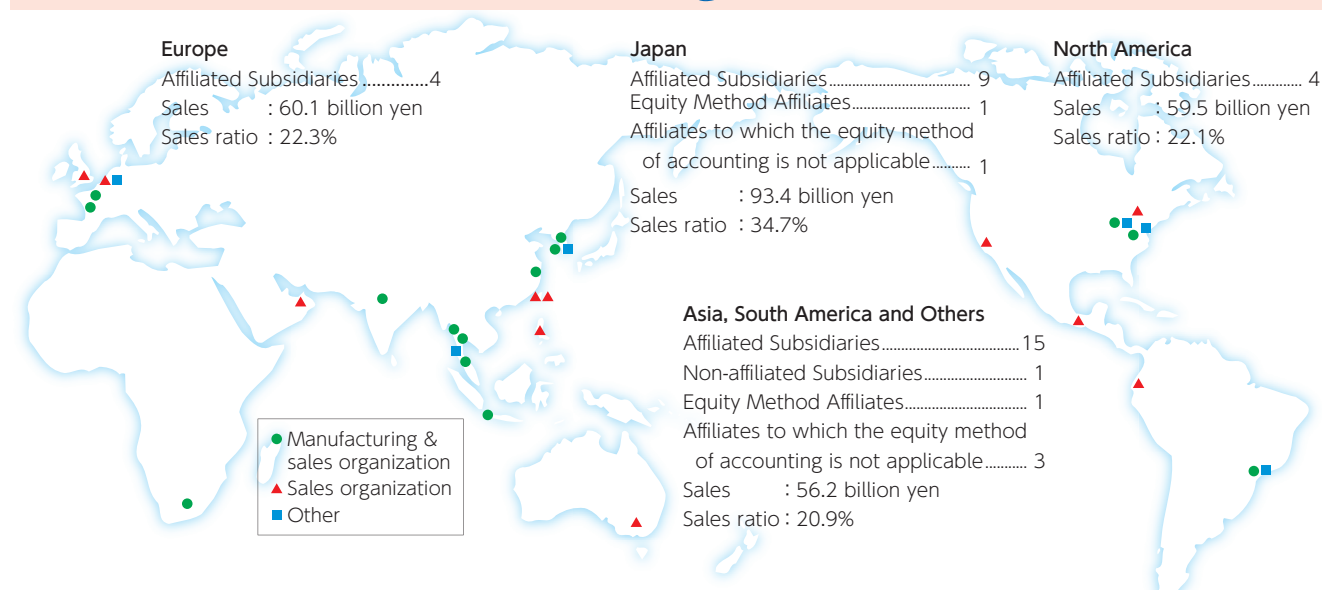 Europe
Affiliated Subsidiaries..............4
Sales : 60.1 billion yen
Sales ratio : 22.3%
Japan
Affiliated Subsidiaries..................................... 9
Equity Method Affiliates............................... 1
Affiliates to which the equity method
of accounting is not applicable.......... 1
Sales : 93.4 billion yen
Sales ratio : 34.7%
North America
Affiliated Subsidiaries............. 4
Sales : 59.5 billion yen
Sales ratio : 22.1%
Asia, South America and Others
Affiliated Subsidiaries....................................15
Non-affiliated Subsidiaries........................... 1
Equity Method Affiliates................................ 1
Affiliates to which the equity method
of accounting is not applicable........... 3
Sales : 56.2 billion yen
Sales ratio : 20.9%
Manufacturing &
sales organization
Sales organization
Other